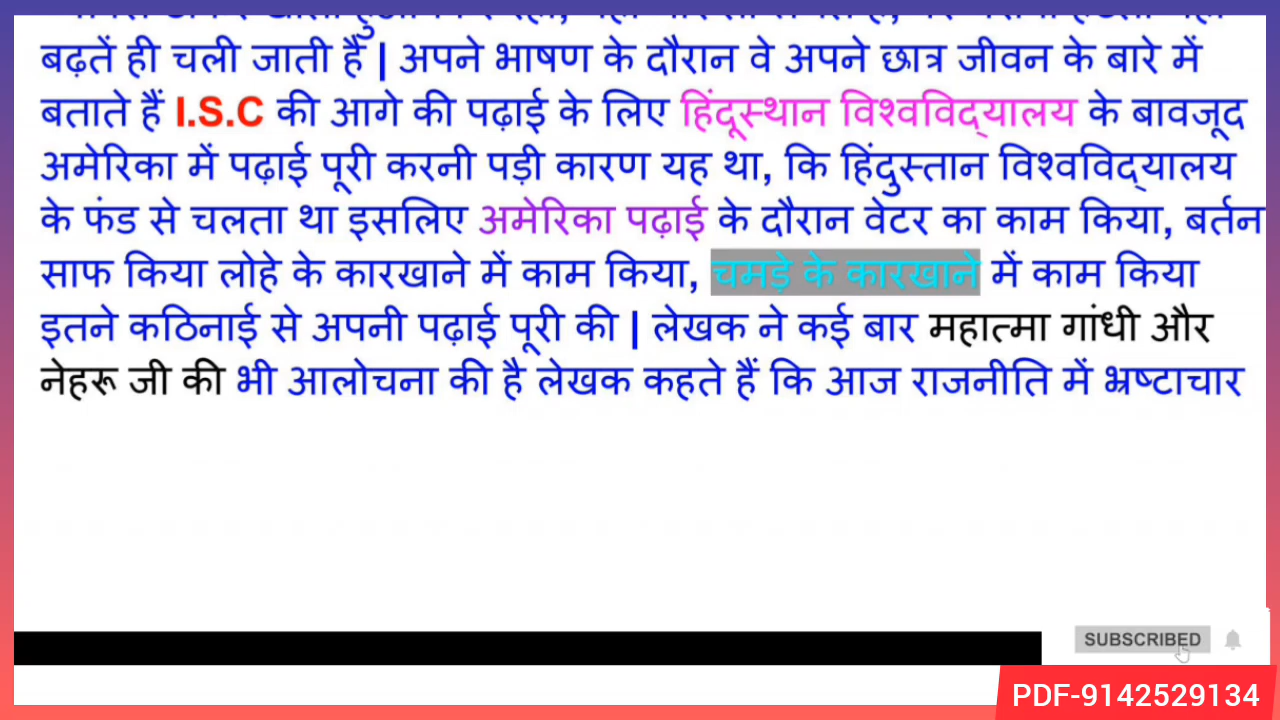 बढ़तें ही चली जाती हैं | अपने भाषण के दौरान वे अपने छात्र जीवन के बारे में
बताते हैं I.S.C की आगे की पढ़ाई के लिए हिंदूस्थान विश्वविद्यालय के बावजूद
अमेरिका में पढ़ाई पूरी करनी पड़ी कारण यह था, कि हिंदुस्तान विश्वविद्यालय
के फंड से चलता था इसलिए अमेरिका पढ़ाई के दौरान वेटर का काम किया, बर्तन
साफ किया लोहे के कारखाने में काम किया, चमड़े के कारखाने में काम किया
इतने कठिनाई से अपनी पढ़ाई पूरी की | लेखक ने कई बार महात्मा गांधी और
नेहरू जी की भी आलोचना की है लेखक कहते हैं कि आज राजनीति में भ्रष्टाचार
SUBSCRIBED
PDF-9142529134